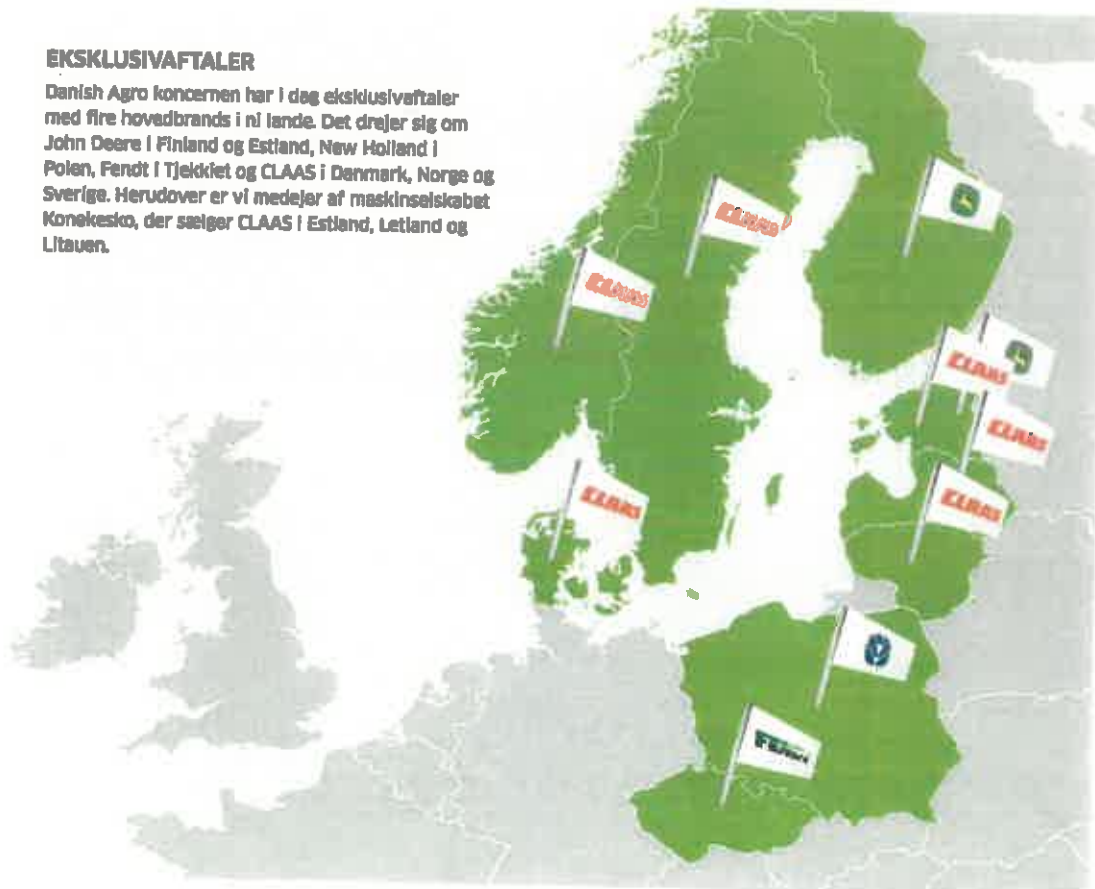 EKSKLUSIVAFTALER
Danish Agro koncernen har i dag eksklusivaftaler
med fire hovedbrands i ni lande. Det drejer sig om
John Deere i Finland og Estland, New Holland i
Polen, Fendt i Tjekkiet og CLAAS i Danmark, Norge og
Sverige. Herudover er vi medejer af maskinselskabet
Konekesko, der sælger CLAAS i Estland, Letland og
Litauen.
CLAAS
CLAAS
CLAAS
CLAAS
CLAAS
CLAAS
FENDT